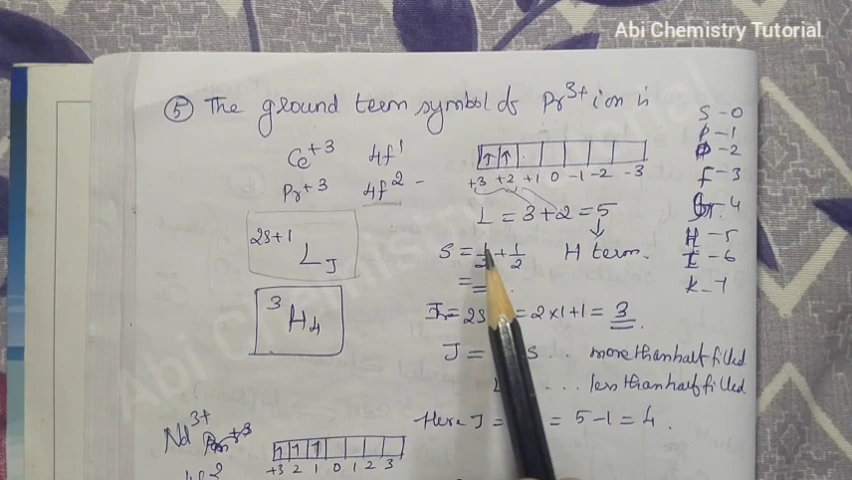 Abi Chemistry Tutorial
⑤ The ground term symbol of Pr³⁺ ion is
Ce⁺³ 4f¹
Pr⁺³ 4f² -
↑ ↑
+3 +2 +1 0 -1 -2 -3
S - 0
p - 1
- 2
f - 3
4
H - 5
I - 6
K - 7
L = 3+2 = 5
H term.
2S+1 L J
S = + 1/2
=
³H₄
= 2S = 2×1+1 = 3.
J = S .. more than half filled
.... less than half filled
Here J = = 5-1 = 4.
Nd³⁺
↑ ↑ ↑
+3 2 1 0 1 2 3
Abi Chemistry Tutorial